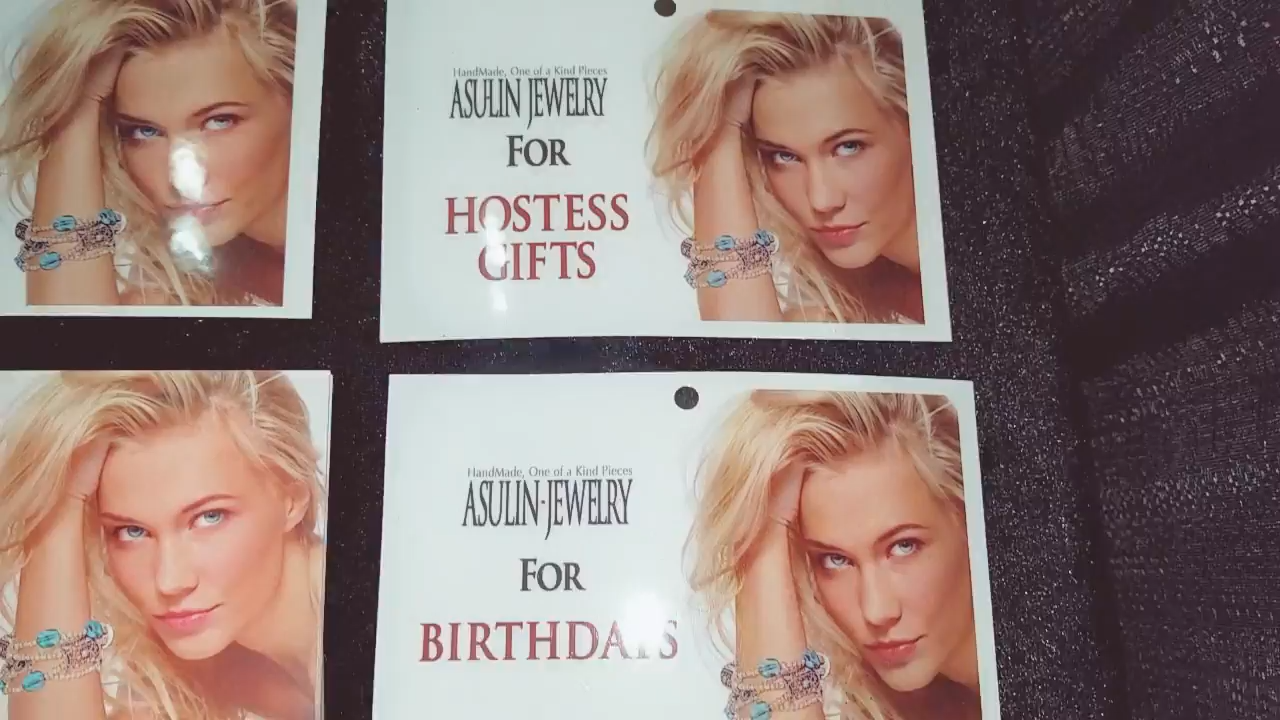 HandMade, One of a Kind Pieces
ASULIN JEWELRY
FOR
HOSTESS
GIFTS
HandMade, One of a Kind Pieces
ASULIN-JEWELRY
FOR
BIRTHDAYS